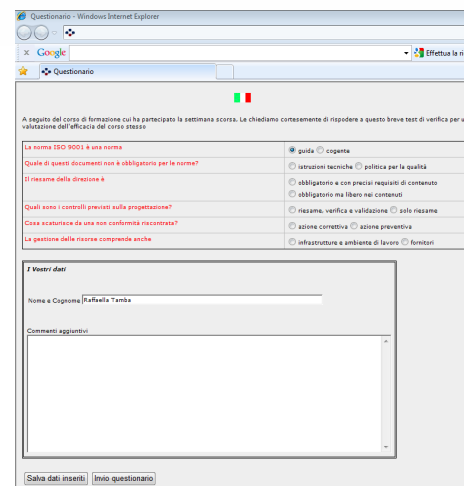 Questionario - Windows Internet Explorer
x Google Effettua la ri
Questionario
A seguito del corso di formazione cui ha partecipato la settimana scorsa. Le chiediamo cortesemente di rispodere a questo breve test di verifica per u
valutazione dell'efficacia del corso stesso
La norma ISO 9001 è una norma guida cogente
Quale di questi documenti non è obbligatorio per le norme? istruzioni tecniche politica per la qualità
Il riesame della direzione è obbligatorio e con precisi requisiti di contenuto
obbligatorio ma libero nei contenuti
Quali sono i controlli previsti sulla progettazione? riesame, verifica e validazione solo riesame
Cosa scaturisce da una non conformità riscontrata? azione correttiva azione preventiva
La gestione delle risorse comprende anche infrastrutture e ambiente di lavoro fornitori
I Vostri dati
Nome e Cognome Raffaella Tamba
Commenti aggiuntivi
Salva dati inseriti Invio questionario